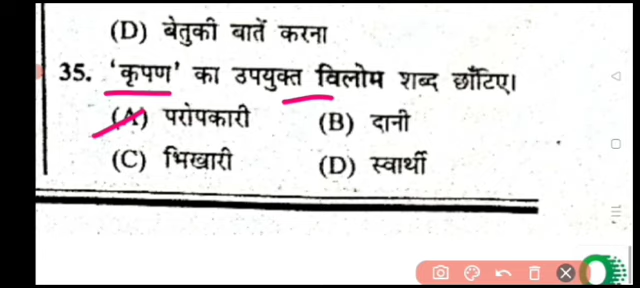 (D) बेतुकी बातें करना
35. 'कृपण' का उपयुक्त विलोम शब्द छाँटिए।
(A) परोपकारी (B) दानी
(C) भिखारी (D) स्वार्थी